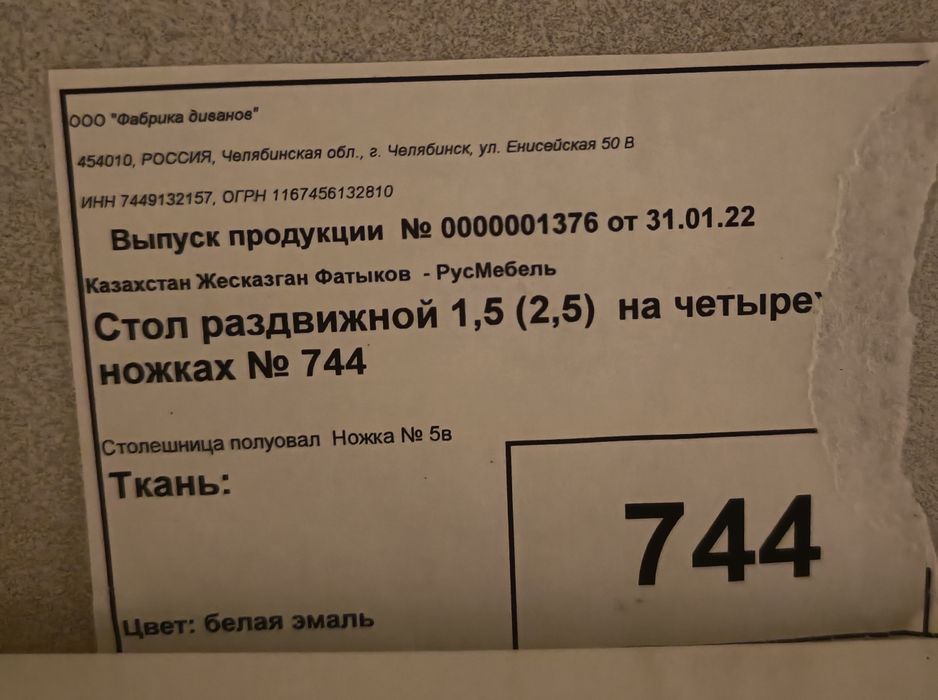 ООО "Фабрика диванов"
454010, РОССИЯ, Челябинская обл., г. Челябинск, ул. Енисейская 50 В
ИНН 7449132157, ОГРН 1167456132810
Выпуск продукции № 0000001376 от 31.01.22
Казахстан Жесказган Фатыков - РусМебель
Стол раздвижной 1,5 (2,5) на четырех
ножках № 744
Столешница полуовал Ножка № 5в
Ткань:
744
Цвет: белая эмаль